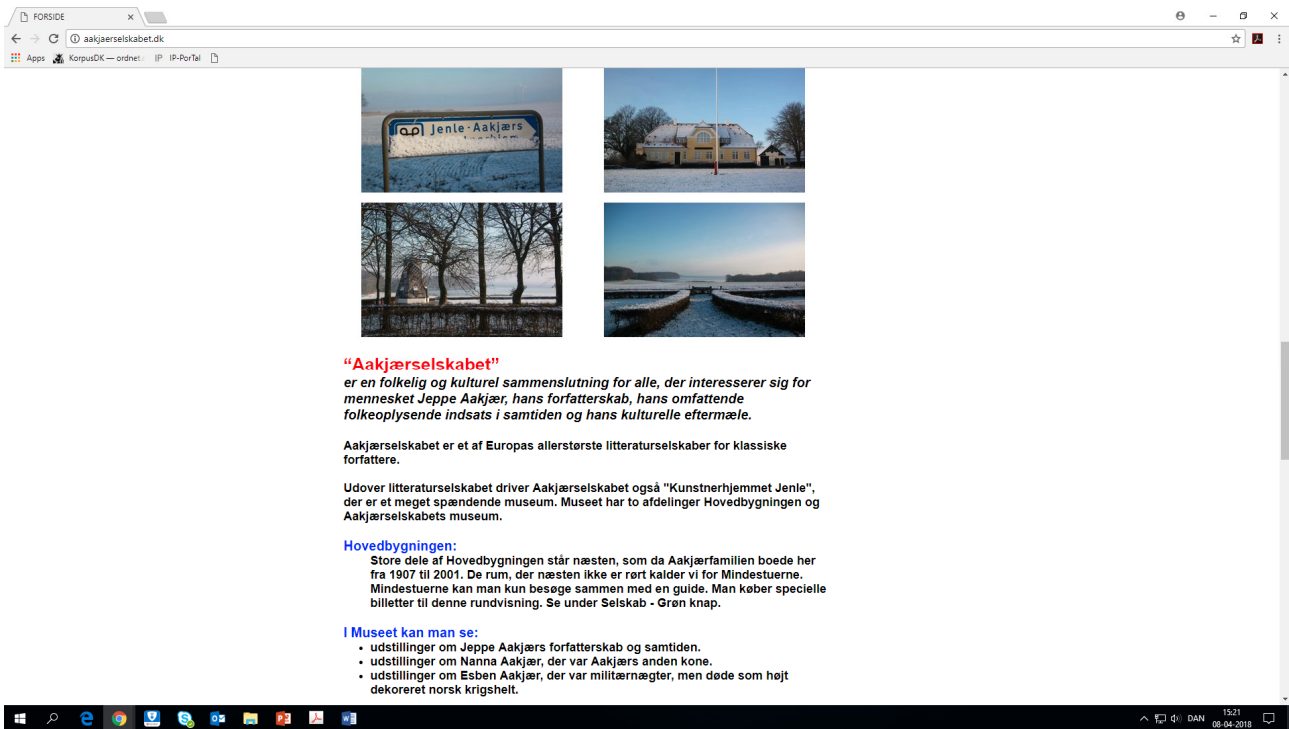 FORSIDE
aakjaerselskabet.dk
Apps KorpusDK — ordnet. IP IP-PorTal
Jenle-Aakjærs
“Aakjærselskabet”
er en folkelig og kulturel sammenslutning for alle, der interesserer sig for
mennesket Jeppe Aakjær, hans forfatterskab, hans omfattende
folkeoplysende indsats i samtiden og hans kulturelle eftermæle.
Aakjærselskabet er et af Europas allerstørste litteraturselskaber for klassiske
forfattere.
Udover litteraturselskabet driver Aakjærselskabet også "Kunstnerhjemmet Jenle",
der er et meget spændende museum. Museet har to afdelinger Hovedbygningen og
Aakjærselskabets museum.
Hovedbygningen:
Store dele af Hovedbygningen står næsten, som da Aakjærfamilien boede her
fra 1907 til 2001. De rum, der næsten ikke er rørt kalder vi for Mindestuerne.
Mindestuerne kan man kun besøge sammen med en guide. Man køber specielle
billetter til denne rundvisning. Se under Selskab - Grøn knap.
I Museet kan man se:
• udstillinger om Jeppe Aakjærs forfatterskab og samtiden.
• udstillinger om Nanna Aakjær, der var Aakjærs anden kone.
• udstillinger om Esben Aakjær, der var militærnægter, men døde som højt
dekoreret norsk krigshelt.
DAN
15:21
08-04-2018